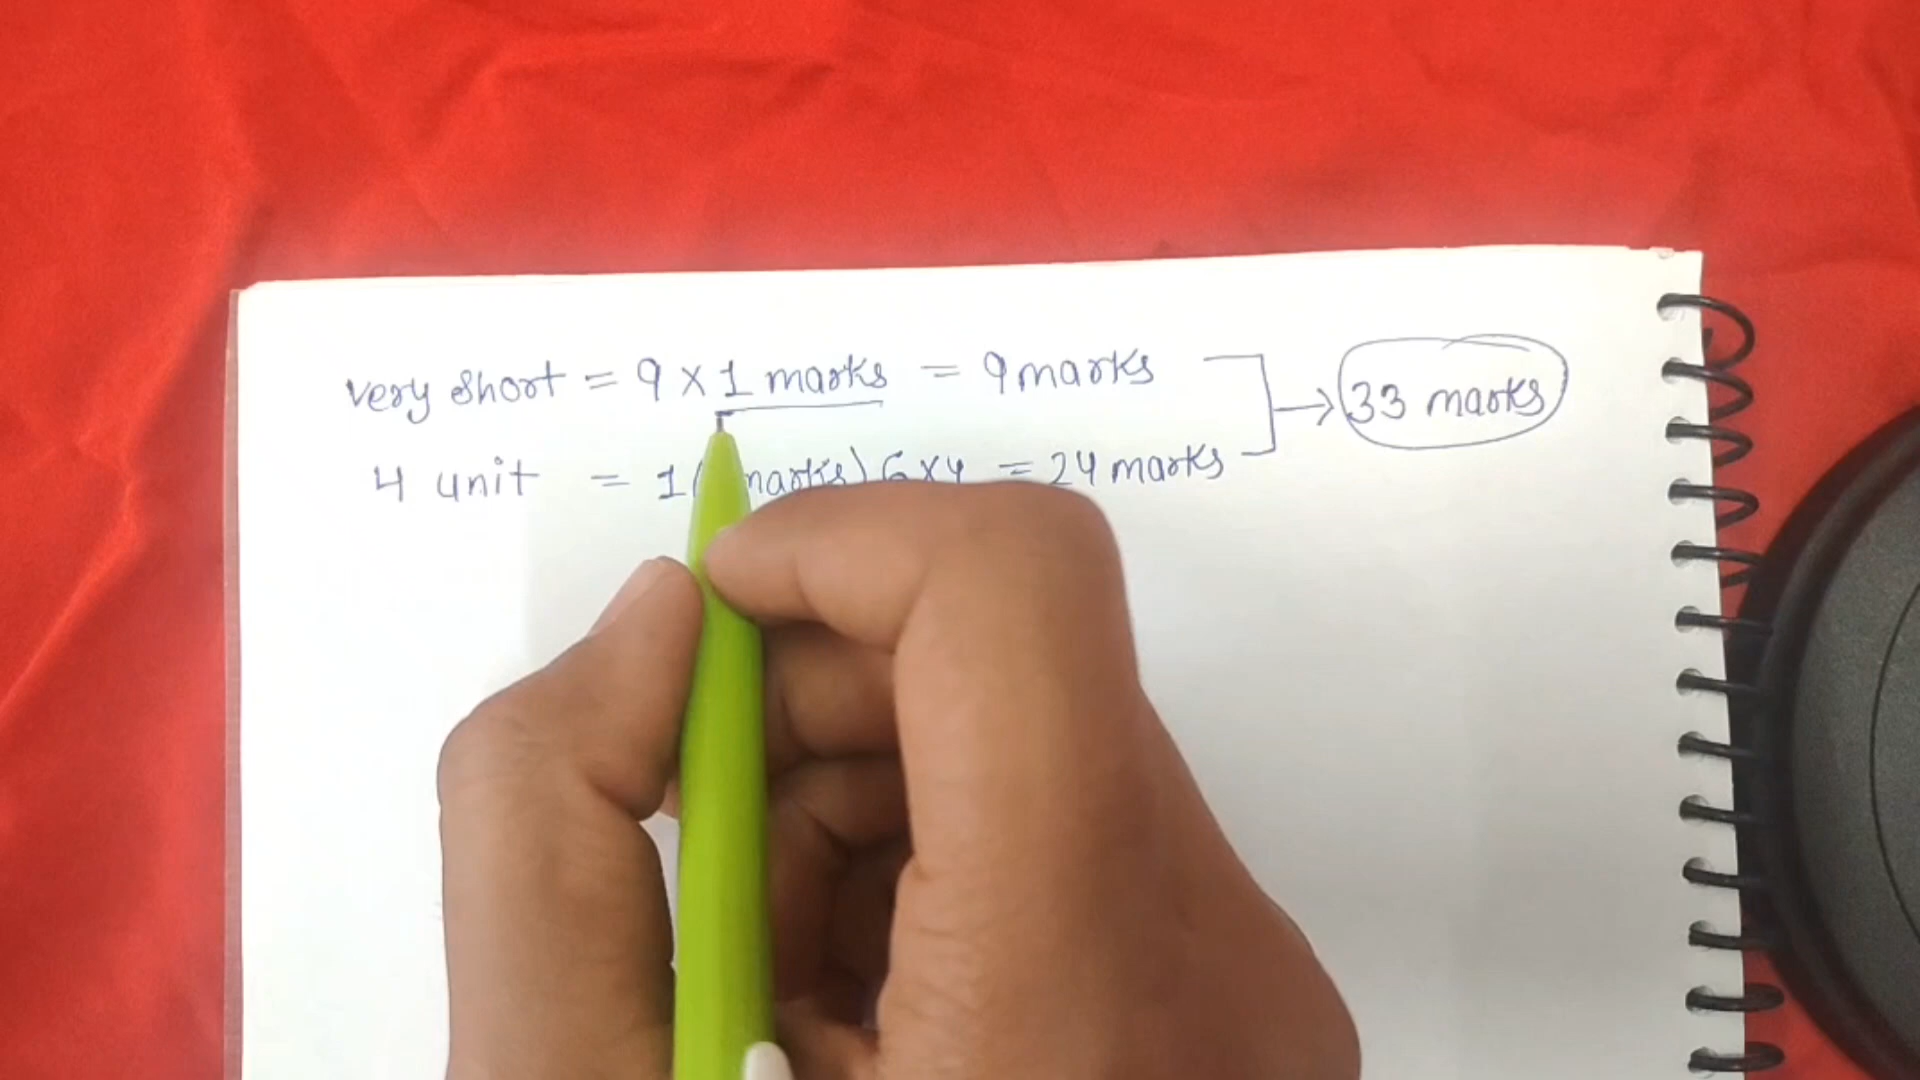 very short = 9 x 1 marks = 9 marks
33 marks
4 unit = 1( marks) 6x4 = 24 marks